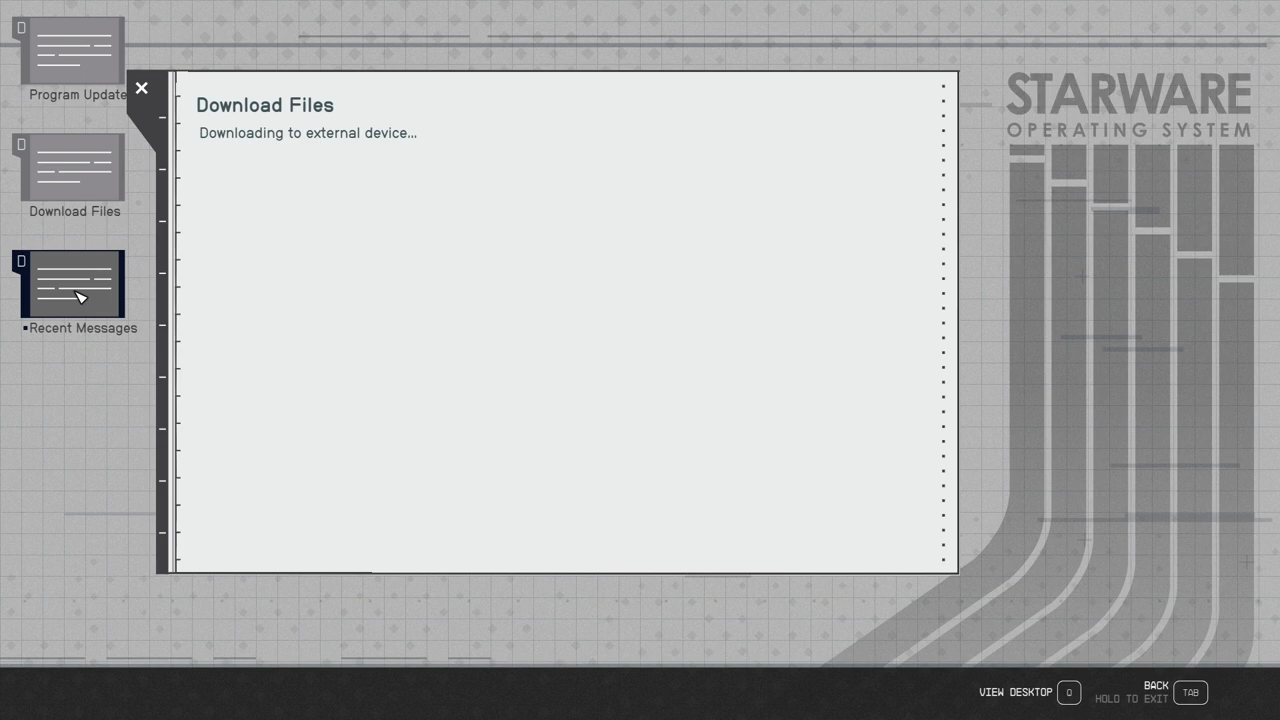 Program Update
Download Files
Recent Messages
Download Files
Downloading to external device...
STARWARE
OPERATING SYSTEM
VIEW DESKTOP Q
BACK
HOLD TO EXIT
TAB